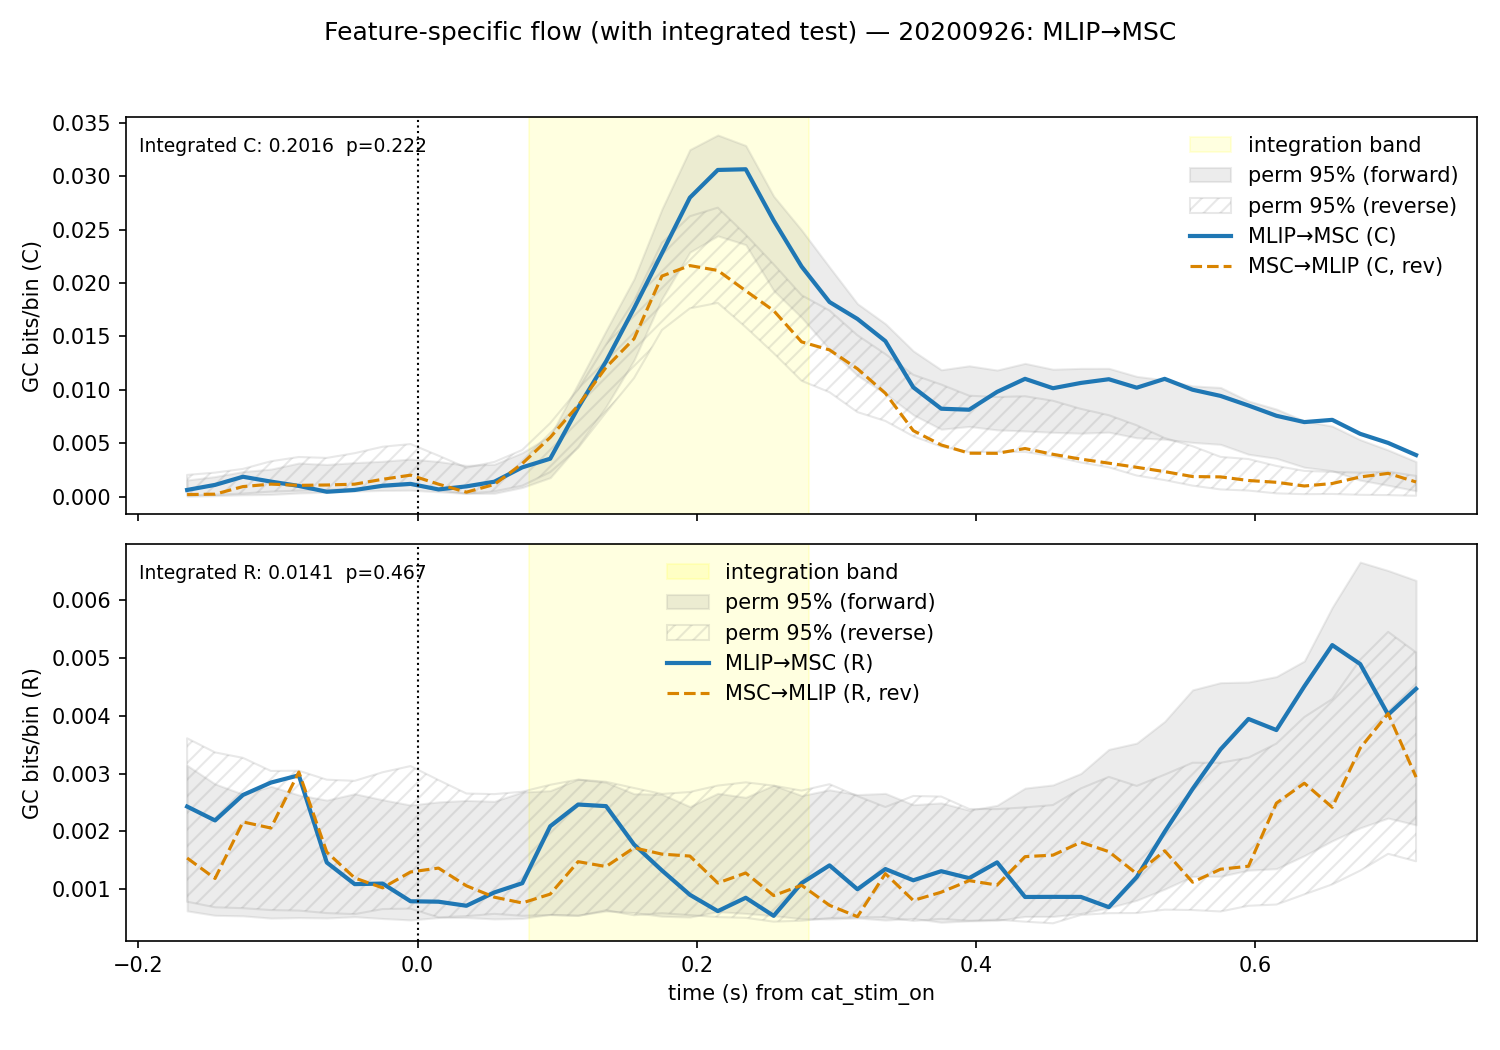 Feature-specific flow (with integrated test) — 20200926: MLIP→MSC
Integrated C: 0.2016  p=0.222
integration band
perm 95% (forward)
perm 95% (reverse)
MLIP→MSC (C)
MSC→MLIP (C, rev)
GC bits/bin (C)
0.035
0.030
0.025
0.020
0.015
0.010
0.005
0.000
Integrated R: 0.0141  p=0.467
integration band
perm 95% (forward)
perm 95% (reverse)
MLIP→MSC (R)
MSC→MLIP (R, rev)
GC bits/bin (R)
0.006
0.005
0.004
0.003
0.002
0.001
−0.2
0.0
0.2
0.4
0.6
time (s) from cat_stim_on